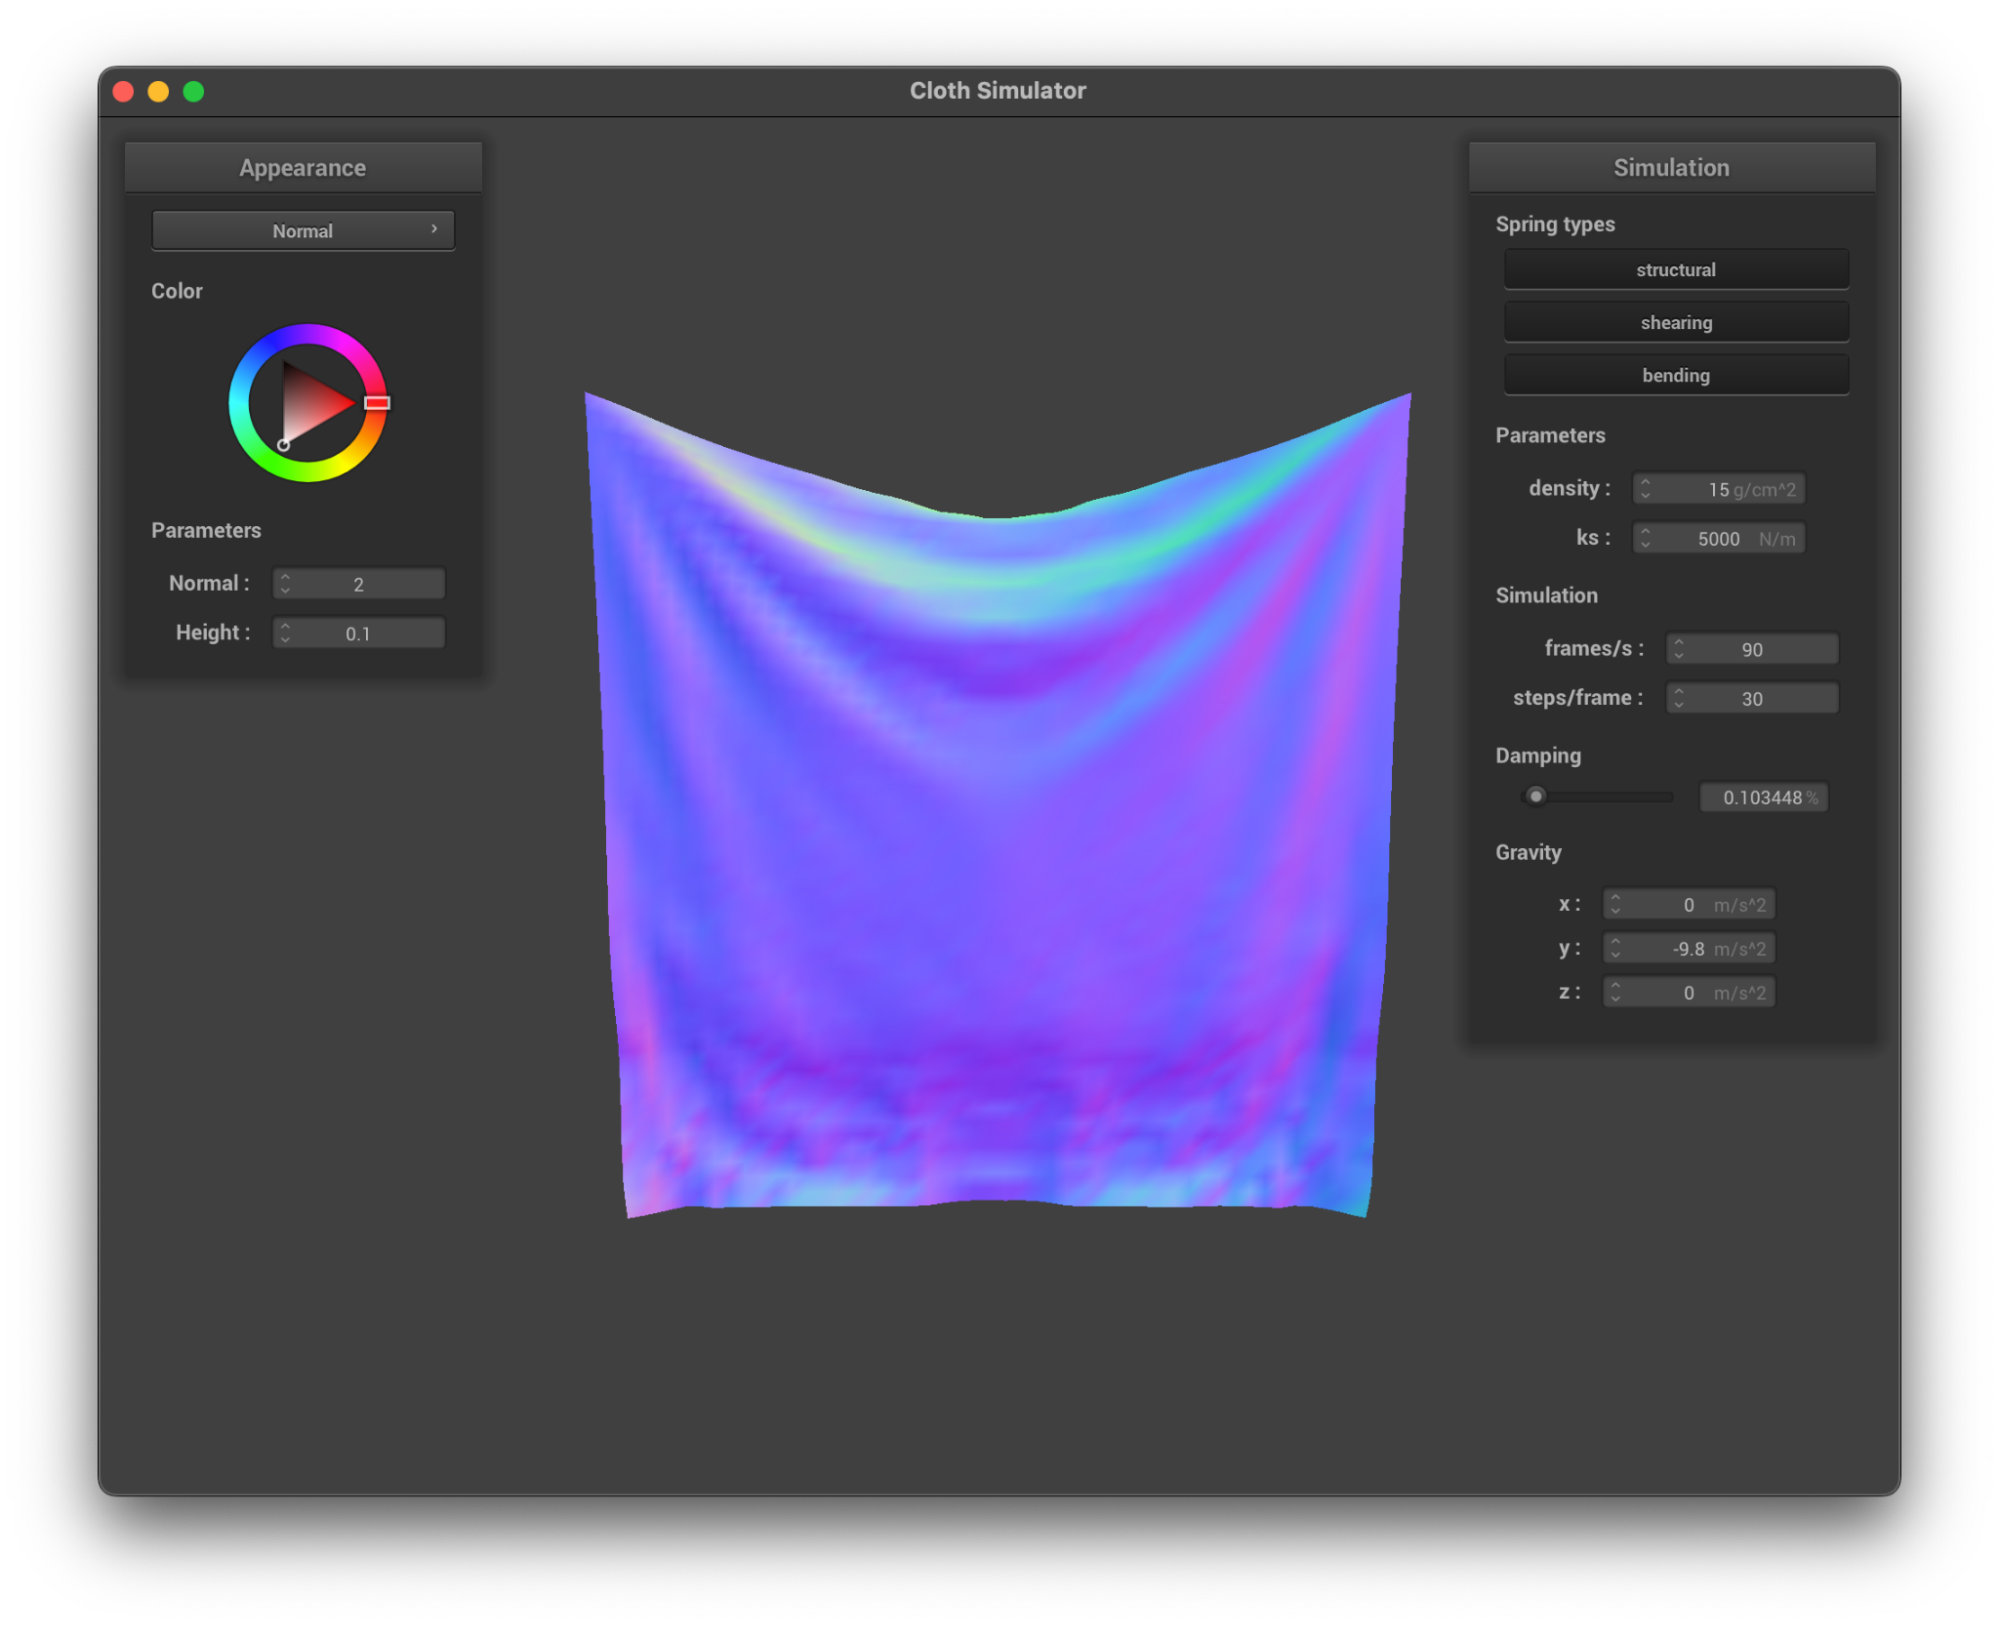 Cloth Simulator
Appearance
Normal
Color
Parameters
Normal : 2
Height : 0.1
Simulation
Spring types
structural
shearing
bending
Parameters
density : 15 g/cm^2
ks : 5000 N/m
Simulation
frames/s : 90
steps/frame : 30
Damping
0.103448 %
Gravity
x : 0 m/s^2
y : -9.8 m/s^2
z : 0 m/s^2